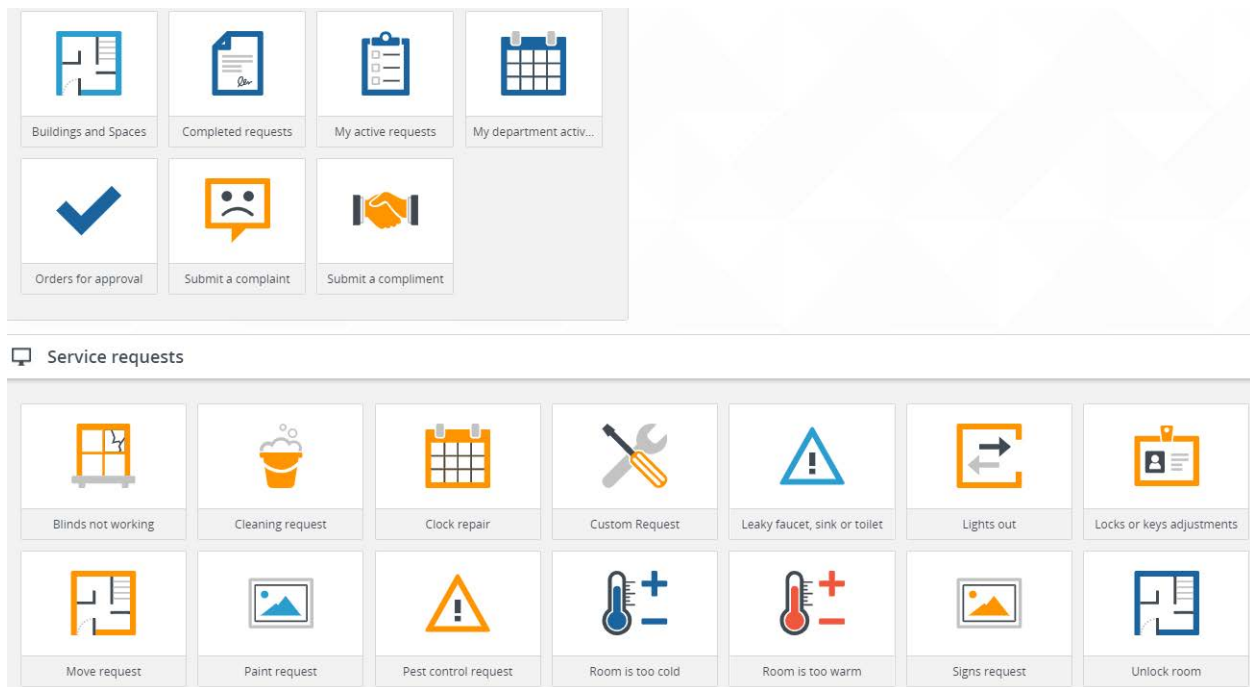 Buildings and Spaces
Completed requests
My active requests
My department activ...
Orders for approval
Submit a complaint
Submit a compliment
Service requests
Blinds not working
Cleaning request
Clock repair
Custom Request
Leaky faucet, sink or toilet
Lights out
Locks or keys adjustments
Move request
Paint request
Pest control request
Room is too cold
Room is too warm
Signs request
Unlock room